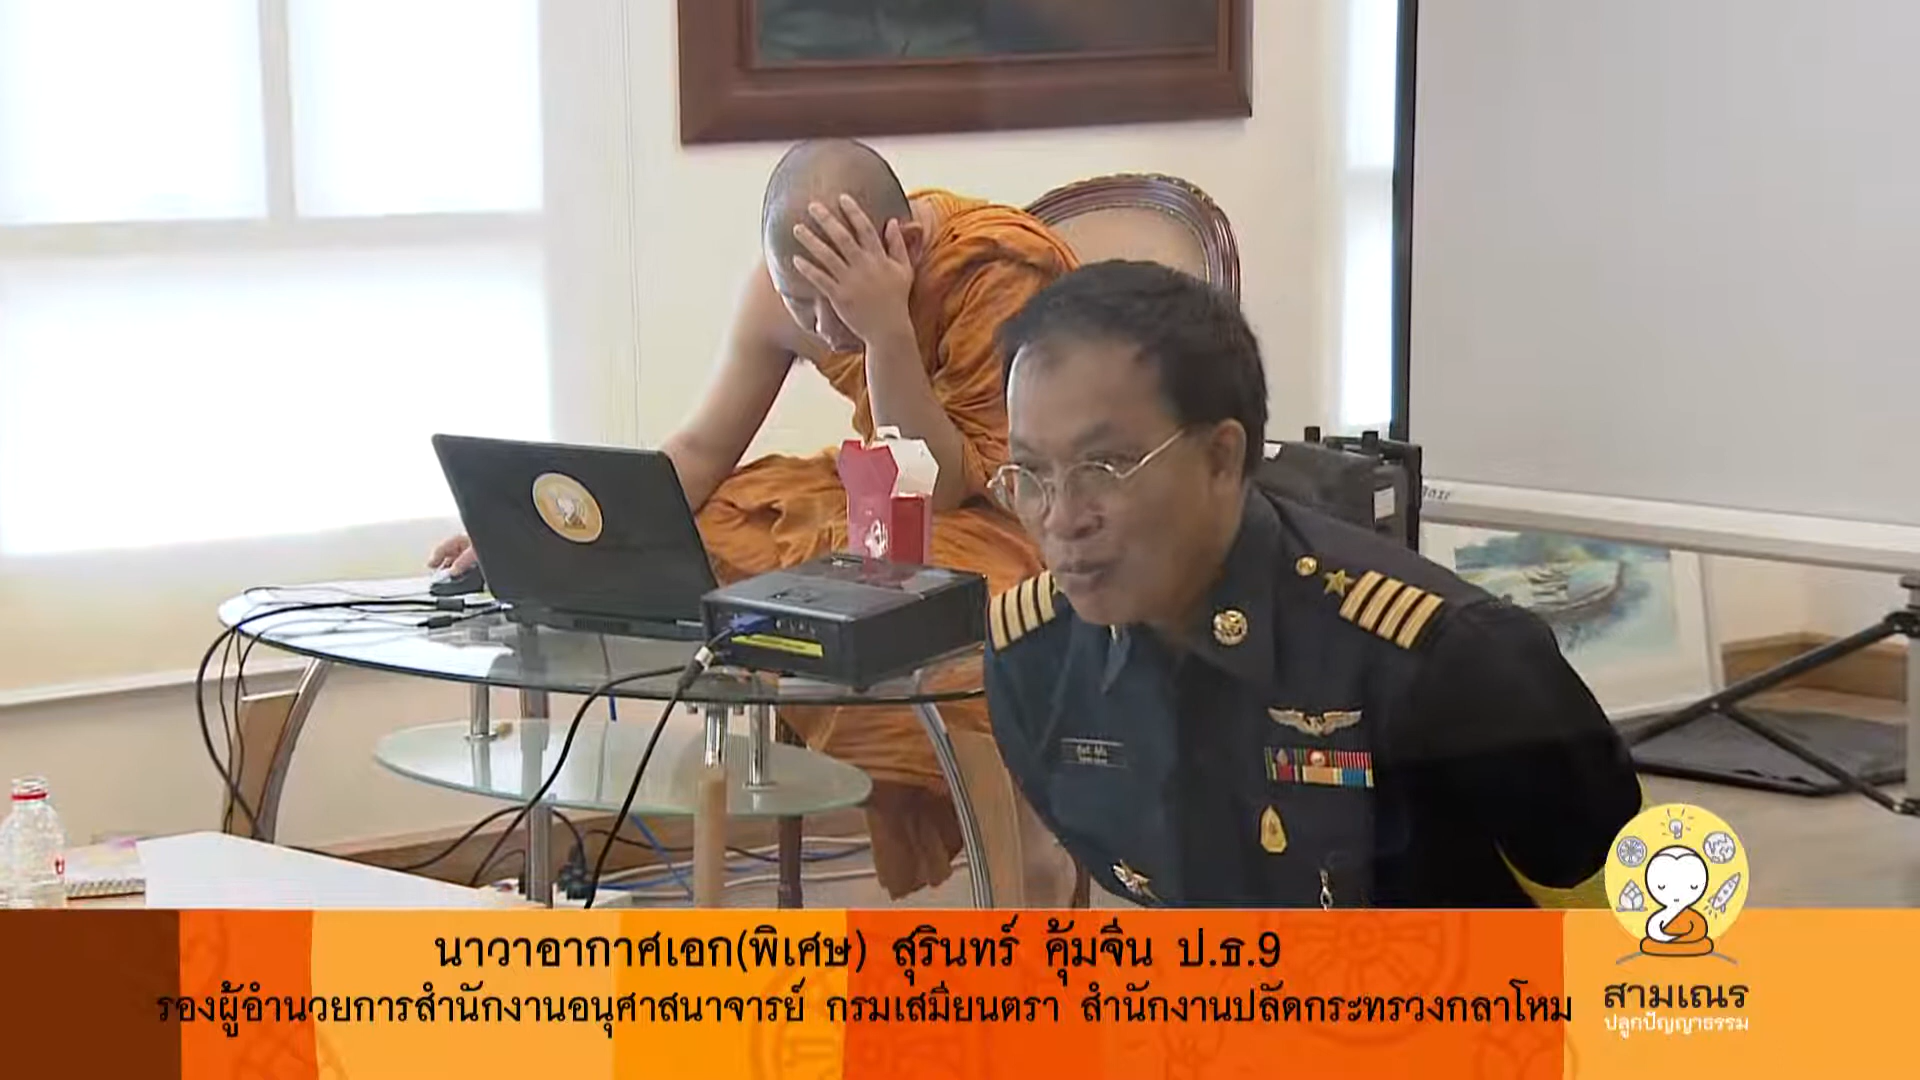 นาวาอากาศเอก(พิเศษ) สุรินทร์ คุ้มจั่น ป.ธ.9
รองผู้อำนวยการสำนักงานอนุศาสนาจารย์ กรมเสมียนตรา สำนักงานปลัดกระทรวงกลาโหม
สามเณร
ปลูกปัญญาธรรม